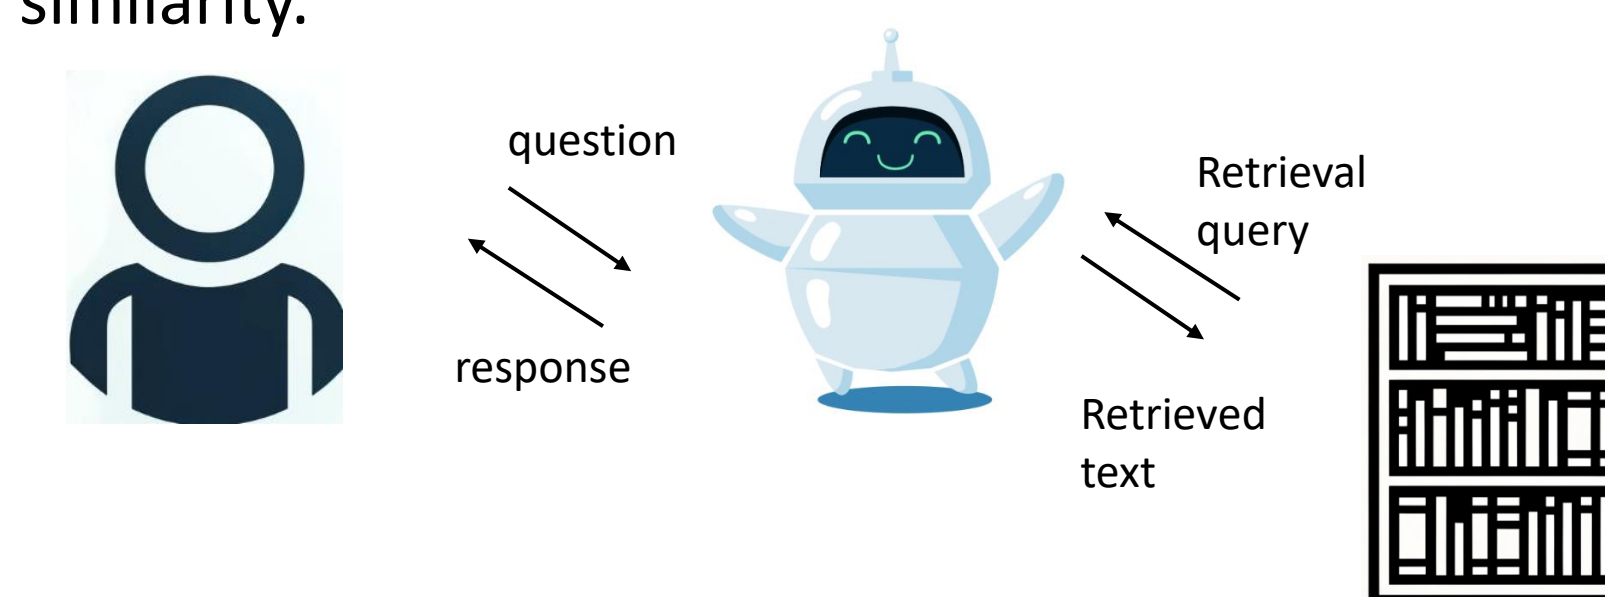 similarity.
question
response
Retrieval
query
Retrieved
text